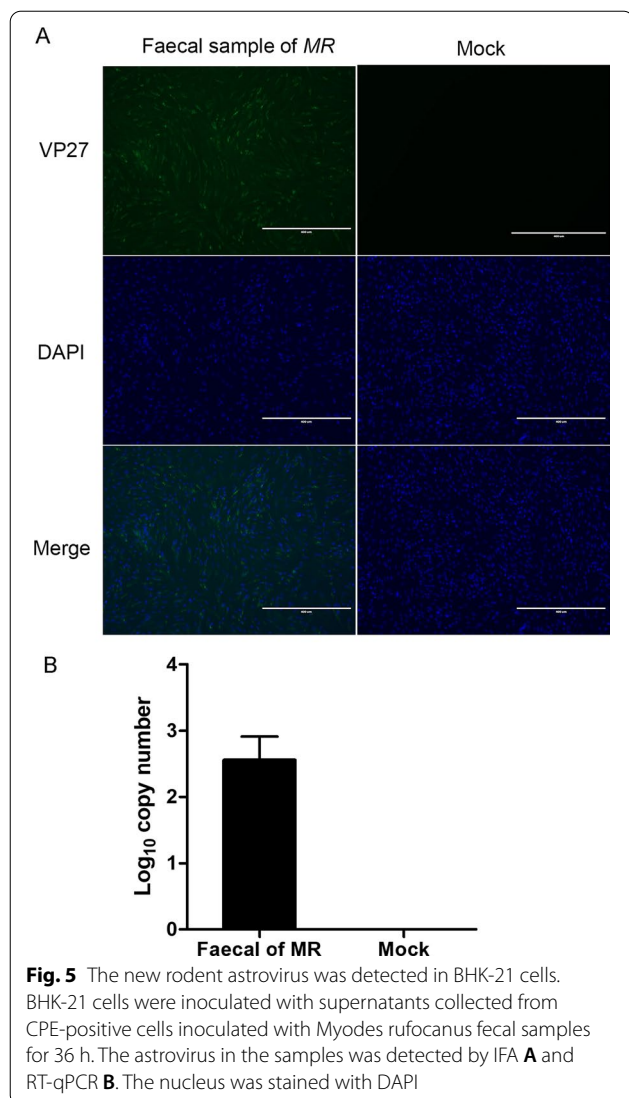 A
Faecal sample of MR
Mock
VP27
DAPI
Merge
B
Log10 copy number
4
3
2
1
0
Faecal of MR
Mock
Fig. 5 The new rodent astrovirus was detected in BHK-21 cells.
BHK-21 cells were inoculated with supernatants collected from
CPE-positive cells inoculated with Myodes rufocanus fecal samples
for 36 h. The astrovirus in the samples was detected by IFA A and
RT-qPCR B. The nucleus was stained with DAPI